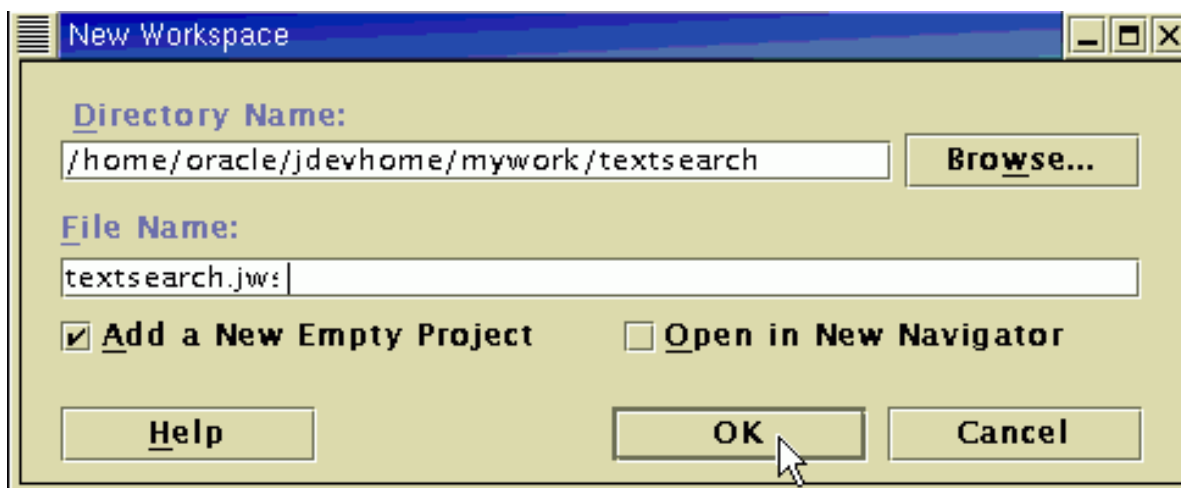 New Workspace
Directory Name:
/home/oracle/jdevhome/mywork/textsearch
Browse...
File Name:
textsearch.jws
Add a New Empty Project
Open in New Navigator
Help
OK
Cancel